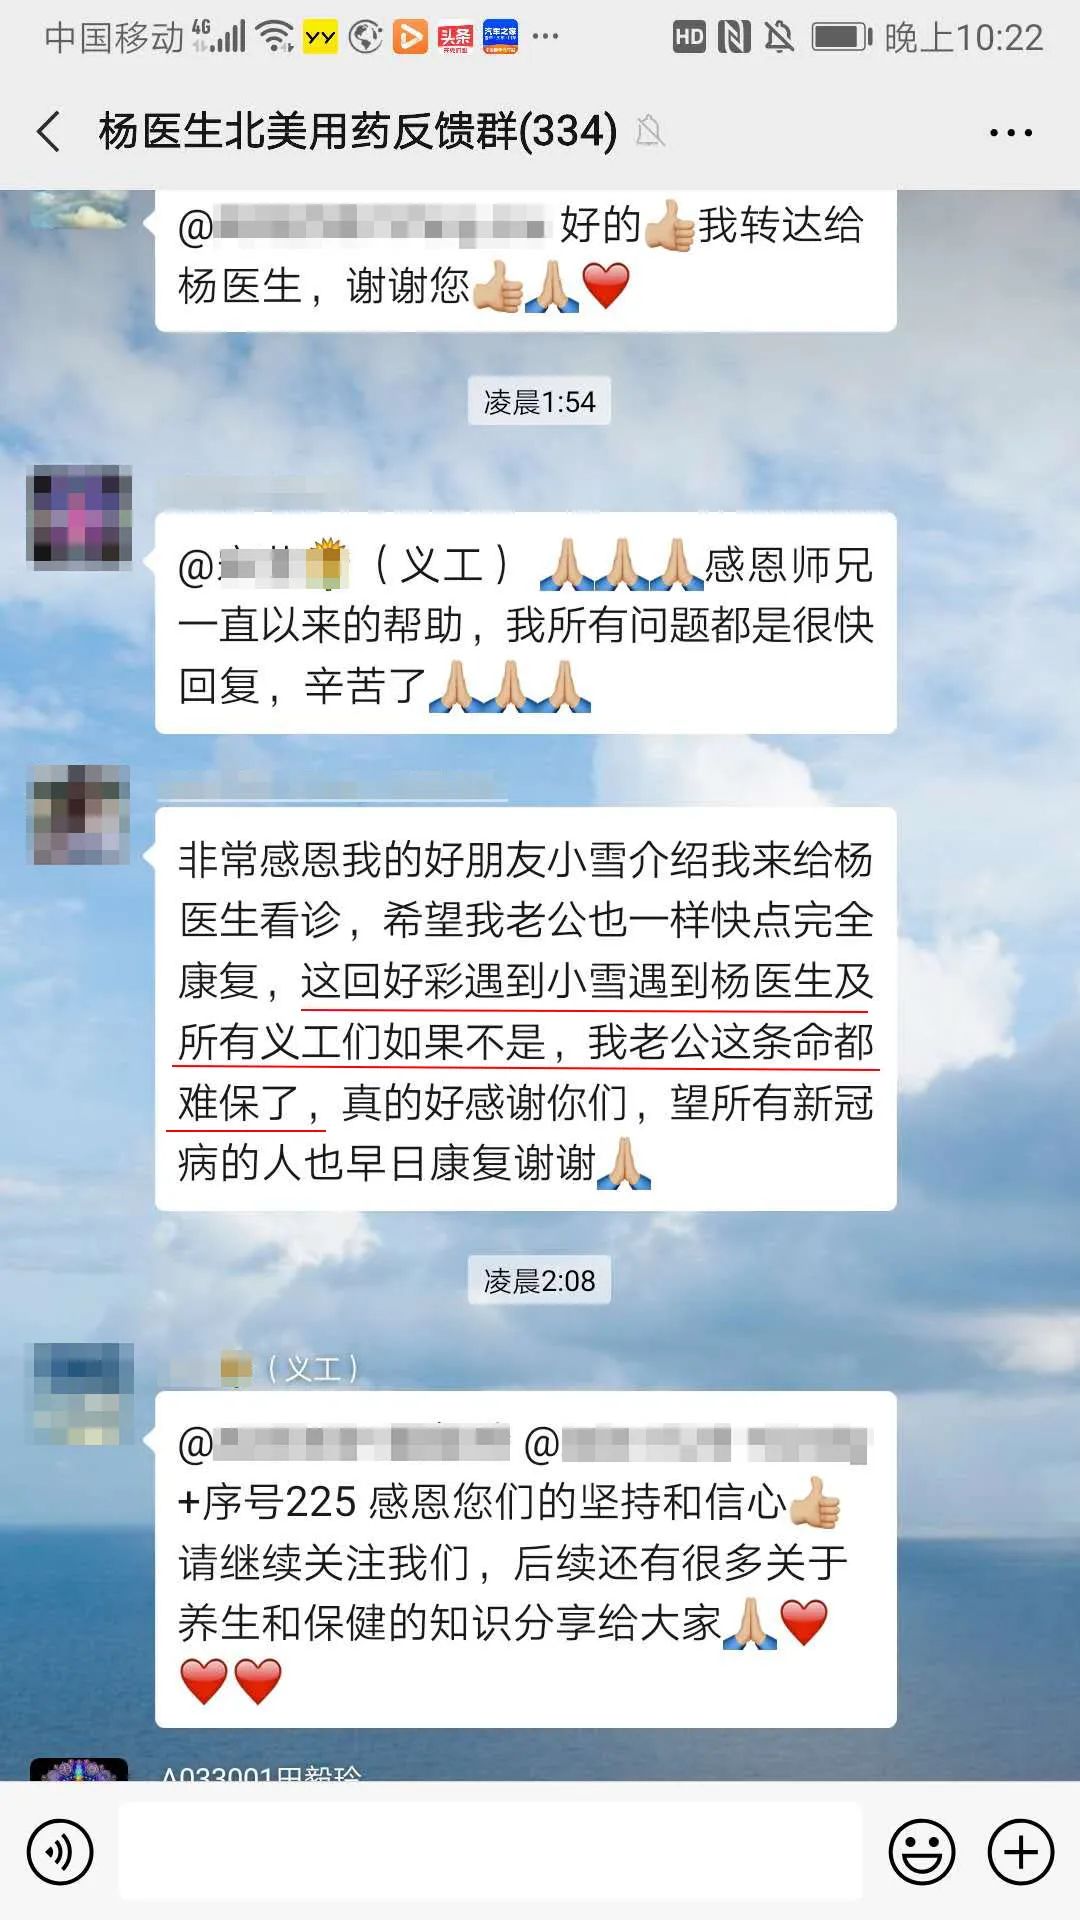 中国移动 4G YY 头条 汽车之家 HD 晚上10:22
杨医生北美用药反馈群(334)
@ 好的👍🏼我转达给
杨医生，谢谢您👍🏼🙏🏼❤️
凌晨1:54
@ （义工）🙏🏼🙏🏼🙏🏼感恩师兄
一直以来的帮助，我所有问题都是很快
回复，辛苦了🙏🏼🙏🏼🙏🏼
非常感恩我的好朋友小雪介绍我来给杨
医生看诊，希望我老公也一样快点完全
康复，这回好彩遇到小雪遇到杨医生及
所有义工们如果不是，我老公这条命都
难保了，真的好感谢你们，望所有新冠
病的人也早日康复谢谢🙏🏼
凌晨2:08
（义工）
@ @
+序号225 感恩您们的坚持和信心👍🏼
请继续关注我们，后续还有很多关于
养生和保健的知识分享给大家🙏🏼❤️
❤️❤️
A033001田毅玲